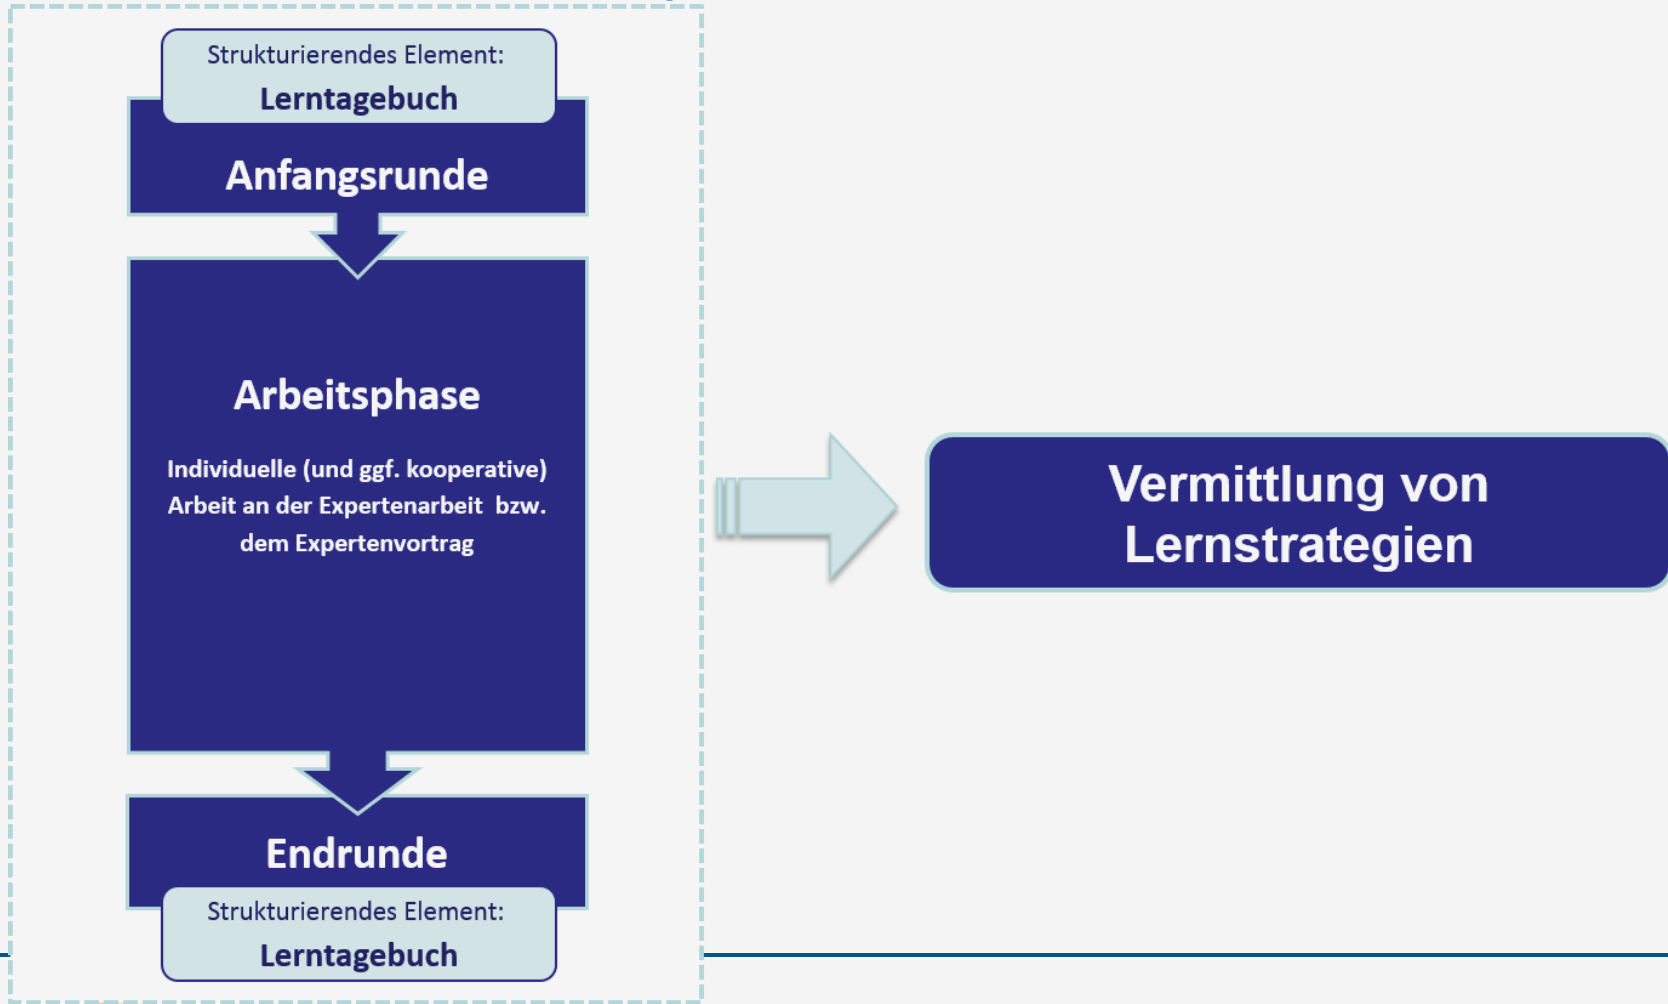 Strukturierendes Element:
Lerntagebuch
Anfangsrunde
Arbeitsphase
Individuelle (und ggf. kooperative)
Arbeit an der Expertenarbeit bzw.
dem Expertenvortrag
Endrunde
Strukturierendes Element:
Lerntagebuch
Vermittlung von
Lernstrategien